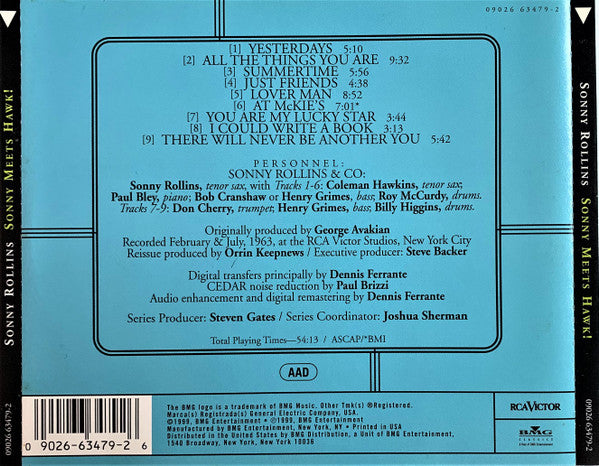 09026 63479-2
SONNY ROLLINS SONNY MEETS HAWK!
09026-63479-2
[1] YESTERDAYS 5:10
[2] ALL THE THINGS YOU ARE 9:32
[3] SUMMERTIME 5:56
[4] JUST FRIENDS 4:38
[5] LOVER MAN 8:52
[6] AT McKIE'S 7:01*
[7] YOU ARE MY LUCKY STAR 3:44
[8] I COULD WRITE A BOOK 3:13
[9] THERE WILL NEVER BE ANOTHER YOU 5:42
PERSONNEL:
SONNY ROLLINS & CO:
Sonny Rollins, tenor sax, with Tracks 1-6: Coleman Hawkins, tenor sax;
Paul Bley, piano; Bob Cranshaw or Henry Grimes, bass; Roy McCurdy, drums.
Tracks 7-9: Don Cherry, trumpet; Henry Grimes, bass; Billy Higgins, drums.
Originally produced by George Avakian
Recorded February & July, 1963, at the RCA Victor Studios, New York City
Reissue produced by Orrin Keepnews / Executive producer: Steve Backer
Digital transfers principally by Dennis Ferrante
CEDAR noise reduction by Paul Brizzi
Audio enhancement and digital remastering by Dennis Ferrante
Series Producer: Steven Gates / Series Coordinator: Joshua Sherman
Total Playing Times—54:13 / ASCAP/*BMI
AAD
0 9026-63479-2 6
The BMG logo is a trademark of BMG Music. Other Tmk(s) ®Registered.
Marca(s) Registrada(s) General Electric Company, USA.
©1999, BMG Entertainment • ℗1999, BMG Entertainment
Manufactured by BMG Entertainment, New York, NY • Printed in USA
Distributed in the United States by BMG Distribution, a Unit of BMG Entertainment,
1540 Broadway, New York, New York 10036
RCA VICTOR
BMG
CLASSICS
SONNY ROLLINS SONNY MEETS HAWK!
09026-63479-2